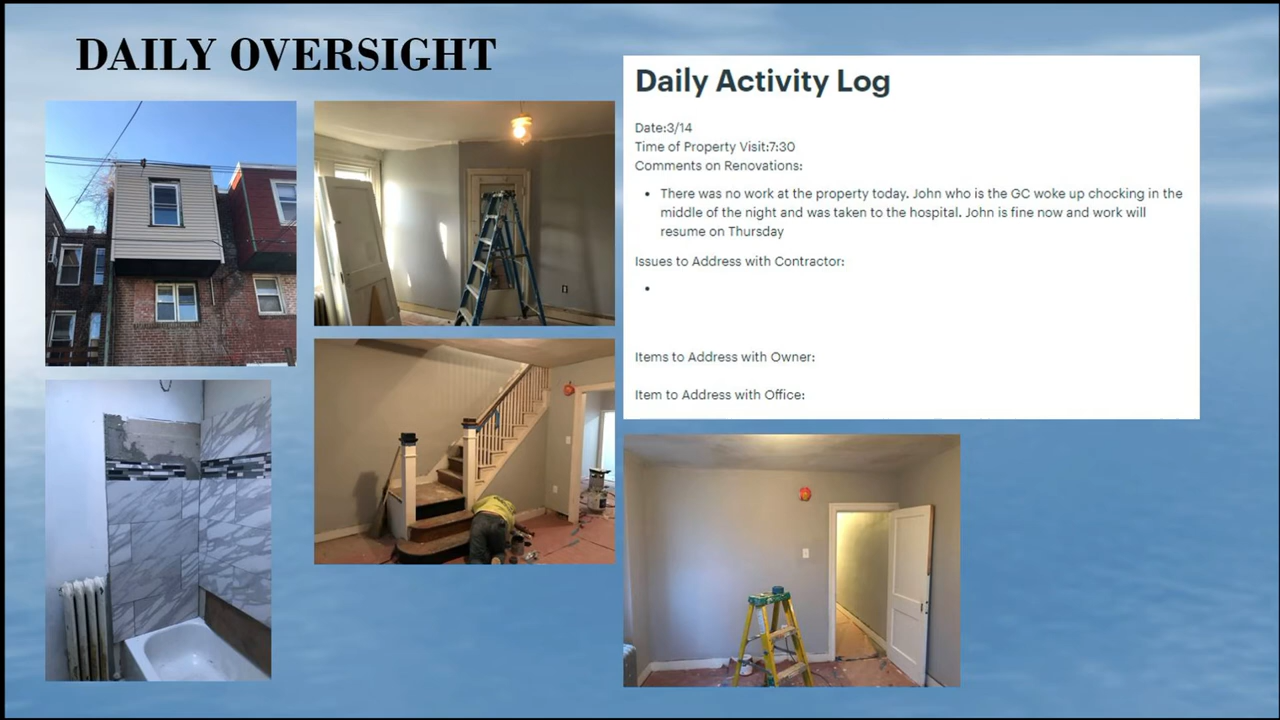 DAILY OVERSIGHT
Daily Activity Log
Date:3/14
Time of Property Visit:7:30
Comments on Renovations:
• There was no work at the property today. John who is the GC woke up chocking in the
middle of the night and was taken to the hospital. John is fine now and work will
resume on Thursday
Issues to Address with Contractor:
•
Items to Address with Owner:
Item to Address with Office: